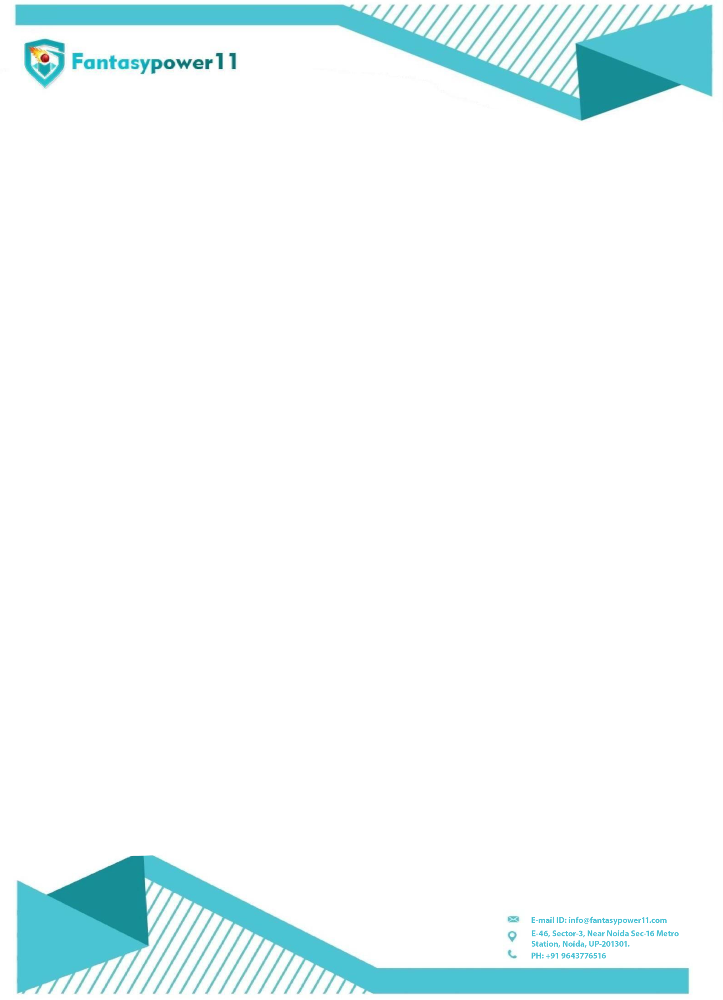 Fantasypower11
E-mail ID: info@fantasypower11.com
E-46, Sector-3, Near Noida Sec-16 Metro
Station, Noida, UP-201301.
PH: +91 9643776516